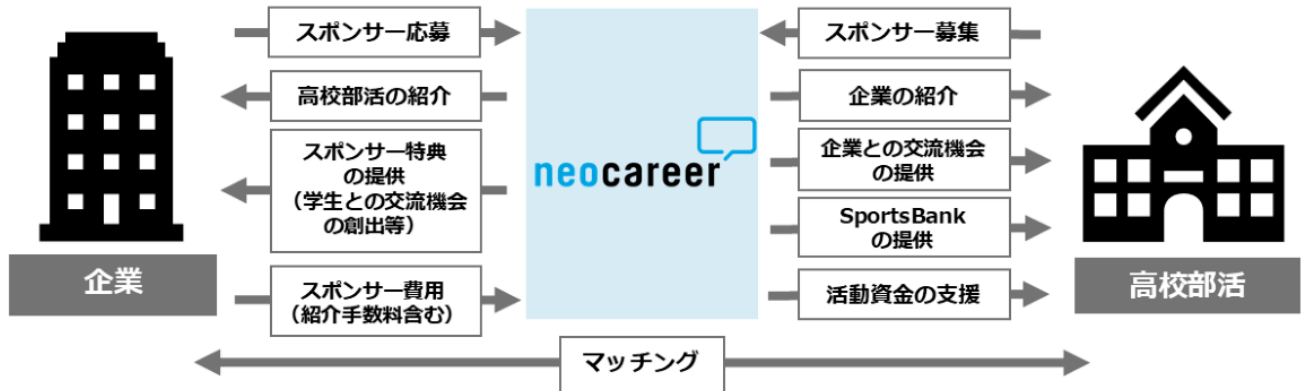 スポンサー応募
高校部活の紹介
スポンサー特典
の提供
（学生との交流機会
の創出等）
スポンサー費用
（紹介手数料含む）
企業
neocareer
スポンサー募集
企業の紹介
企業との交流機会
の提供
SportsBank
の提供
活動資金の支援
高校部活
マッチング